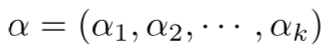 α = (α₁, α₂, ⋯ , αₖ)